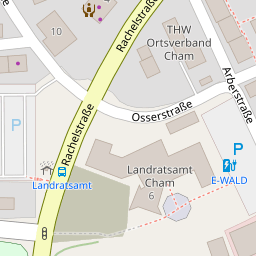 10
Rachelstraße
THW
Ortsverband
Cham
Arberstraße
Osserstraße
P
Rachelstraße
P
Landratsamt
Cham
6
E-WALD
Landratsamt